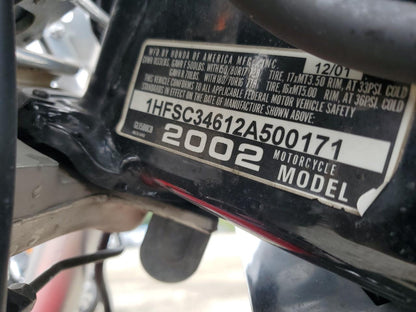 MFD. BY HONDA OF AMERICA MFG., INC. 12/01
TIRE. 17xMT3.50 RIM, AT 33PSI. COLD
TIRE. 16xMT5.00 RIM, AT 36PSI. COLD
THIS VEHICLE CONFORMS TO ALL APPLICABLE FEDERAL MOTOR VEHICLE SAFETY
STANDARDS IN EFFECT ON THE DATE OF MANUFACTURE SHOWN ABOVE.
1HFSC34612A500171
2002 MOTORCYCLE
MODEL